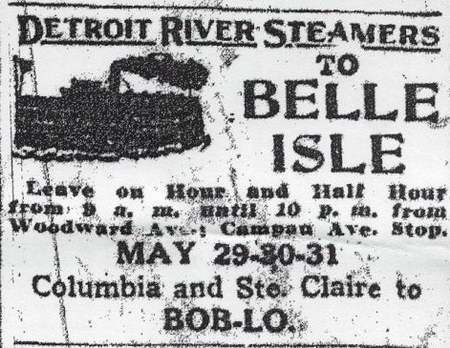 DETROIT RIVER STEAMERS
TO
BELLE
ISLE
Leave on Hour and Half Hour
from 9 a. m. until 10 p. m. from
Woodward Ave.; Campau Ave. Stop.
MAY 29-30-31
Columbia and Ste. Claire to
BOB-LO.